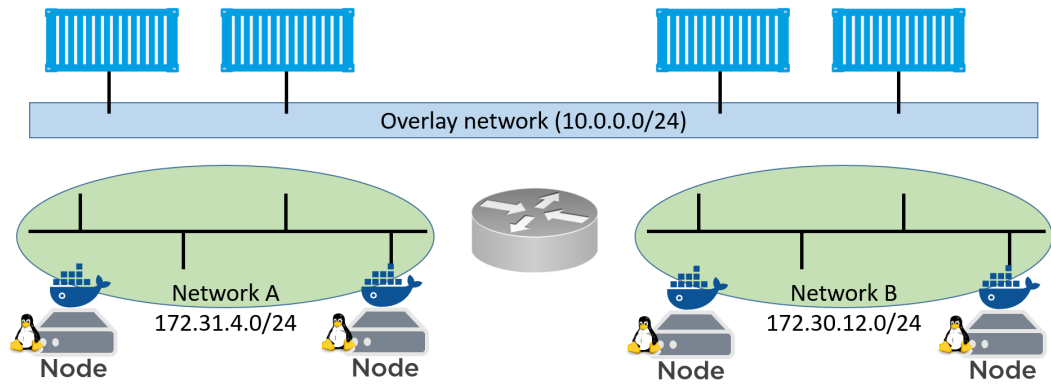 Overlay network (10.0.0.0/24)
Network A
172.31.4.0/24
Network B
172.30.12.0/24
Node
Node
Node
Node